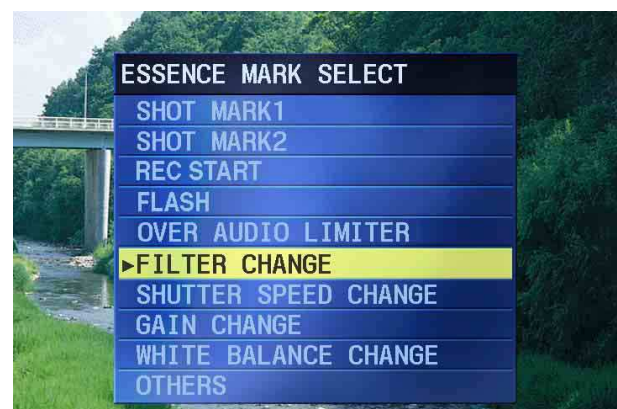 ESSENCE MARK SELECT
SHOT MARK1
SHOT MARK2
REC START
FLASH
OVER AUDIO LIMITER
▶FILTER CHANGE
SHUTTER SPEED CHANGE
GAIN CHANGE
WHITE BALANCE CHANGE
OTHERS